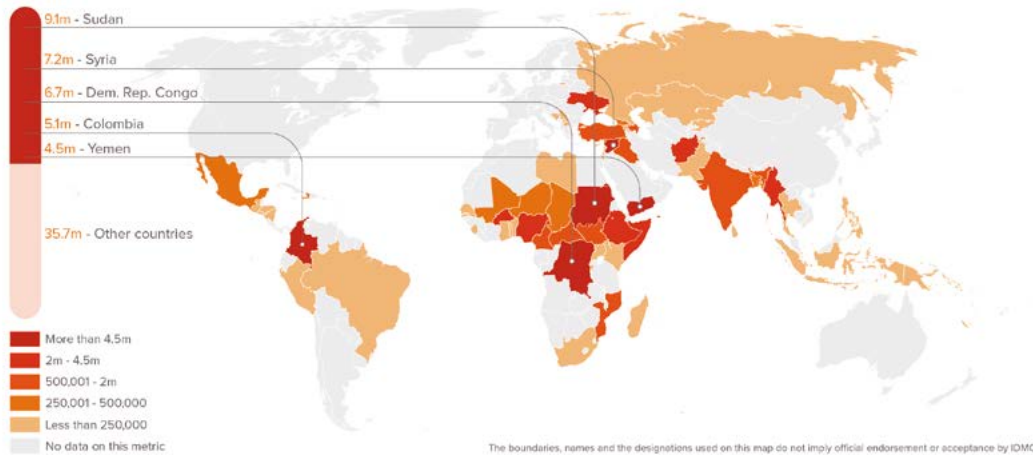 9.1m - Sudan
7.2m - Syria
6.7m - Dem. Rep. Congo
5.1m - Colombia
4.5m - Yemen
35.7m - Other countries
More than 4.5m
2m - 4.5m
500,001 - 2m
250,001 - 500,000
Less than 250,000
No data on this metric
The boundaries, names and the designations used on this map do not imply official endorsement or acceptance by IDMC